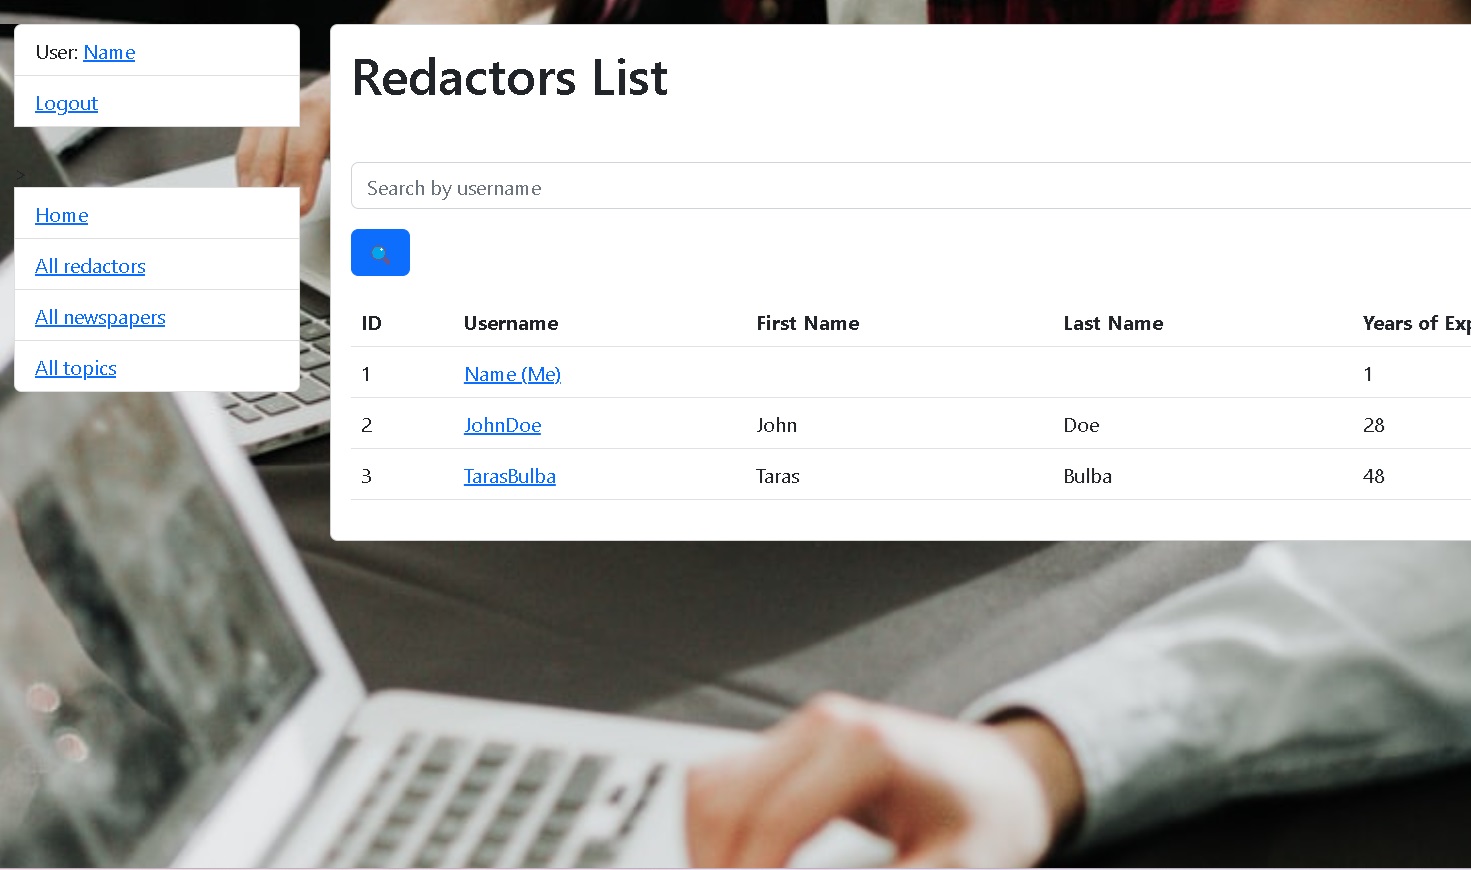 User: Name
Logout
>
Home
All redactors
All newspapers
All topics
Redactors List
Search by username
ID Username First Name Last Name Years of Exp
1 Name (Me) 1
2 JohnDoe John Doe 28
3 TarasBulba Taras Bulba 48